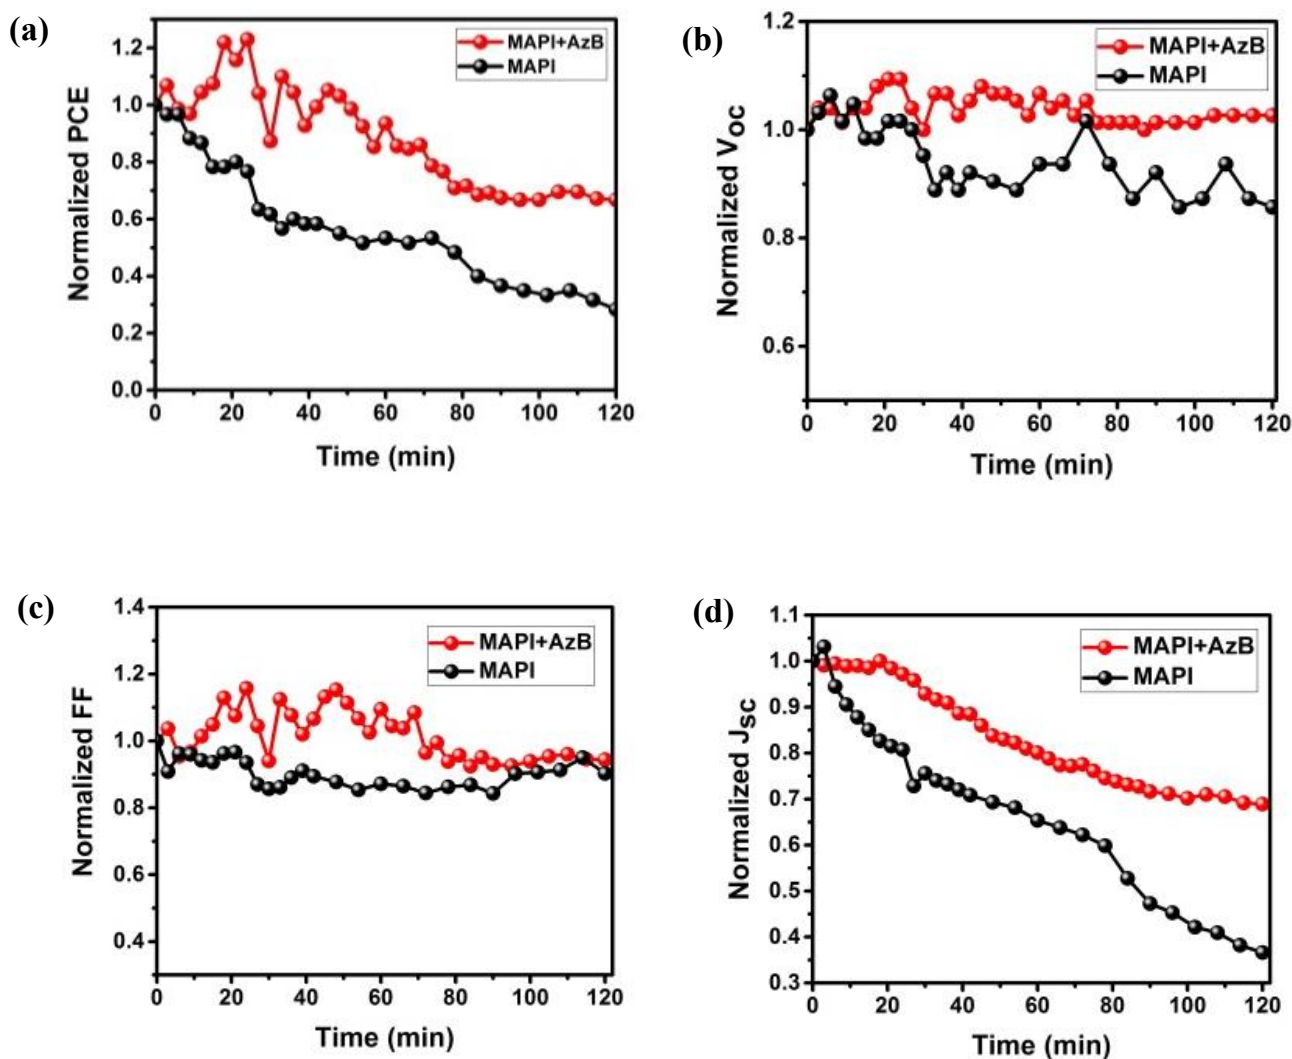 (a)
1.2
1.0
0.8
0.6
0.4
0.2
0.0
Normalized PCE
MAPI+AzB
MAPI
0 20 40 60 80 100 120
Time (min)
(b)
1.2
1.0
0.8
0.6
Normalized VOC
MAPI+AzB
MAPI
0 20 40 60 80 100 120
Time (min)
(c)
1.4
1.2
1.0
0.8
0.6
0.4
Normalized FF
MAPI+AzB
MAPI
0 20 40 60 80 100 120
Time (min)
(d)
1.1
1.0
0.9
0.8
0.7
0.6
0.5
0.4
0.3
Normalized JSC
MAPI+AzB
MAPI
0 20 40 60 80 100 120
Time (min)